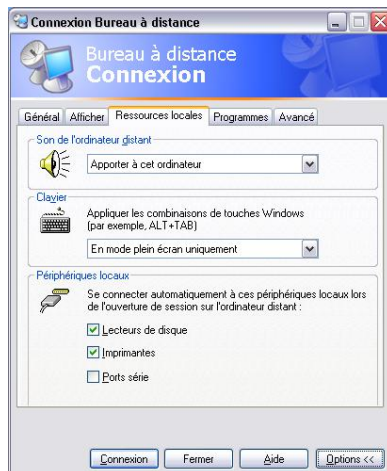 Connexion Bureau à distance
Bureau à distance
Connexion
Général Afficher Ressources locales Programmes Avancé
Son de l'ordinateur distant
Apporter à cet ordinateur
Clavier
Appliquer les combinaisons de touches Windows
(par exemple, ALT+TAB)
En mode plein écran uniquement
Périphériques locaux
Se connecter automatiquement à ces périphériques locaux lors
de l'ouverture de session sur l'ordinateur distant :
Lecteurs de disque
Imprimantes
Ports série
Connexion Fermer Aide Options <<